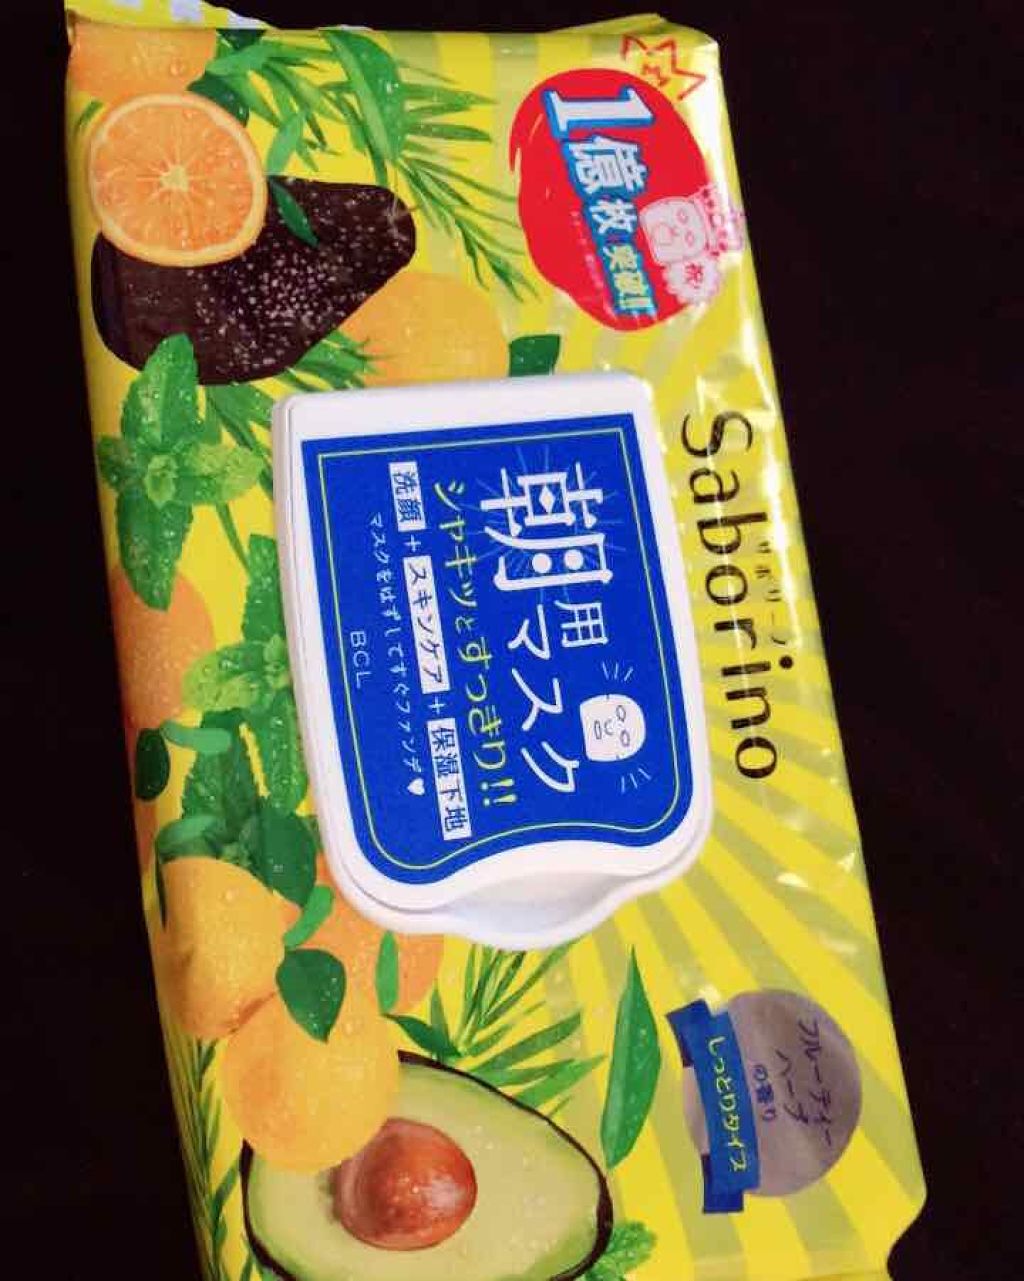 1億枚突破!!
祝
Saborino
サボリーノ
朝用マスク
シャキッとすっきり!!
洗顔+スキンケア+保湿下地
マスクをはずしてすぐファンデ♥
BCL
フルーティー
ハーブ
の香り
しっとりタイプ